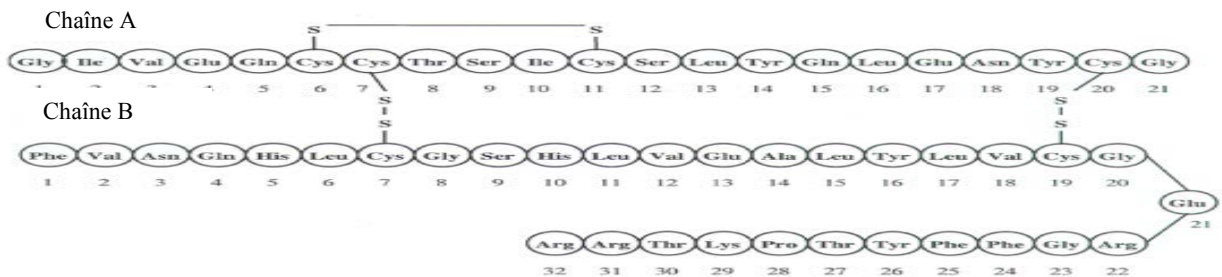 Chaîne A
S S
Gly Ile Val Glu Gln Cys Cys Thr Ser Ile Cys Ser Leu Tyr Gln Leu Glu Asn Tyr Cys Gly
1 2 3 4 5 6 7 8 9 10 11 12 13 14 15 16 17 18 19 20 21
S S
Chaîne B
S S
Phe Val Asn Gln His Leu Cys Gly Ser His Leu Val Glu Ala Leu Tyr Leu Val Cys Gly
1 2 3 4 5 6 7 8 9 10 11 12 13 14 15 16 17 18 19 20
Glu
21
Arg Arg Thr Lys Pro Thr Tyr Phe Phe Gly Arg
32 31 30 29 28 27 26 25 24 23 22